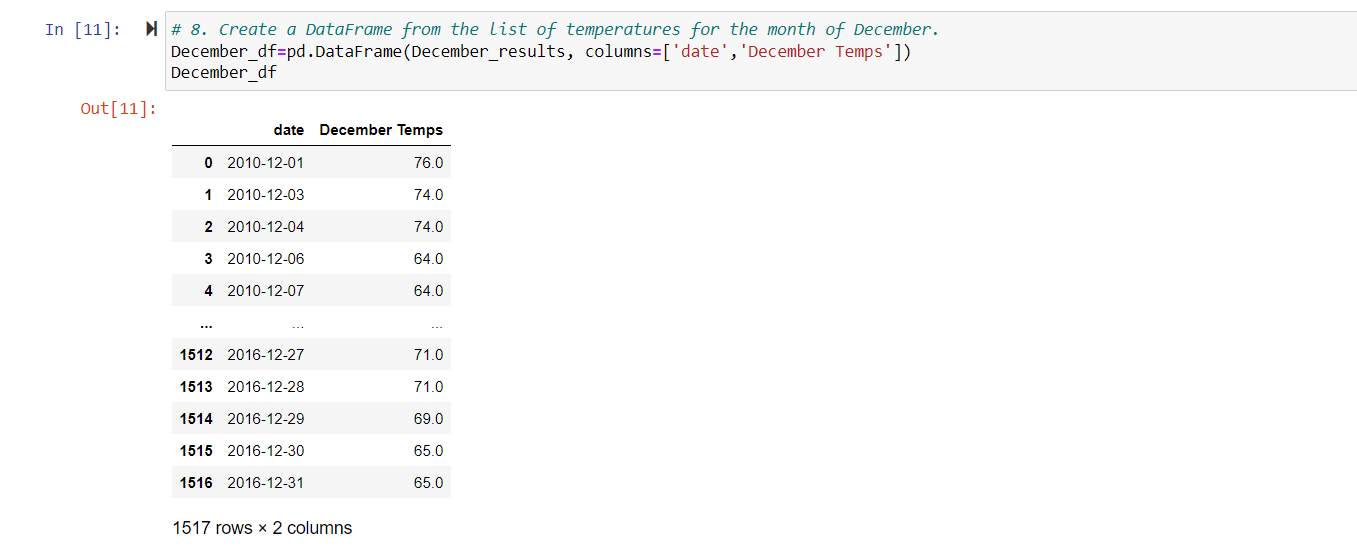 In [11]: # 8. Create a DataFrame from the list of temperatures for the month of December.
December_df=pd.DataFrame(December_results, columns=['date','December Temps'])
December_df
Out[11]:
date December Temps
0 2010-12-01 76.0
1 2010-12-03 74.0
2 2010-12-04 74.0
3 2010-12-06 64.0
4 2010-12-07 64.0
... ... ...
1512 2016-12-27 71.0
1513 2016-12-28 71.0
1514 2016-12-29 69.0
1515 2016-12-30 65.0
1516 2016-12-31 65.0
1517 rows × 2 columns